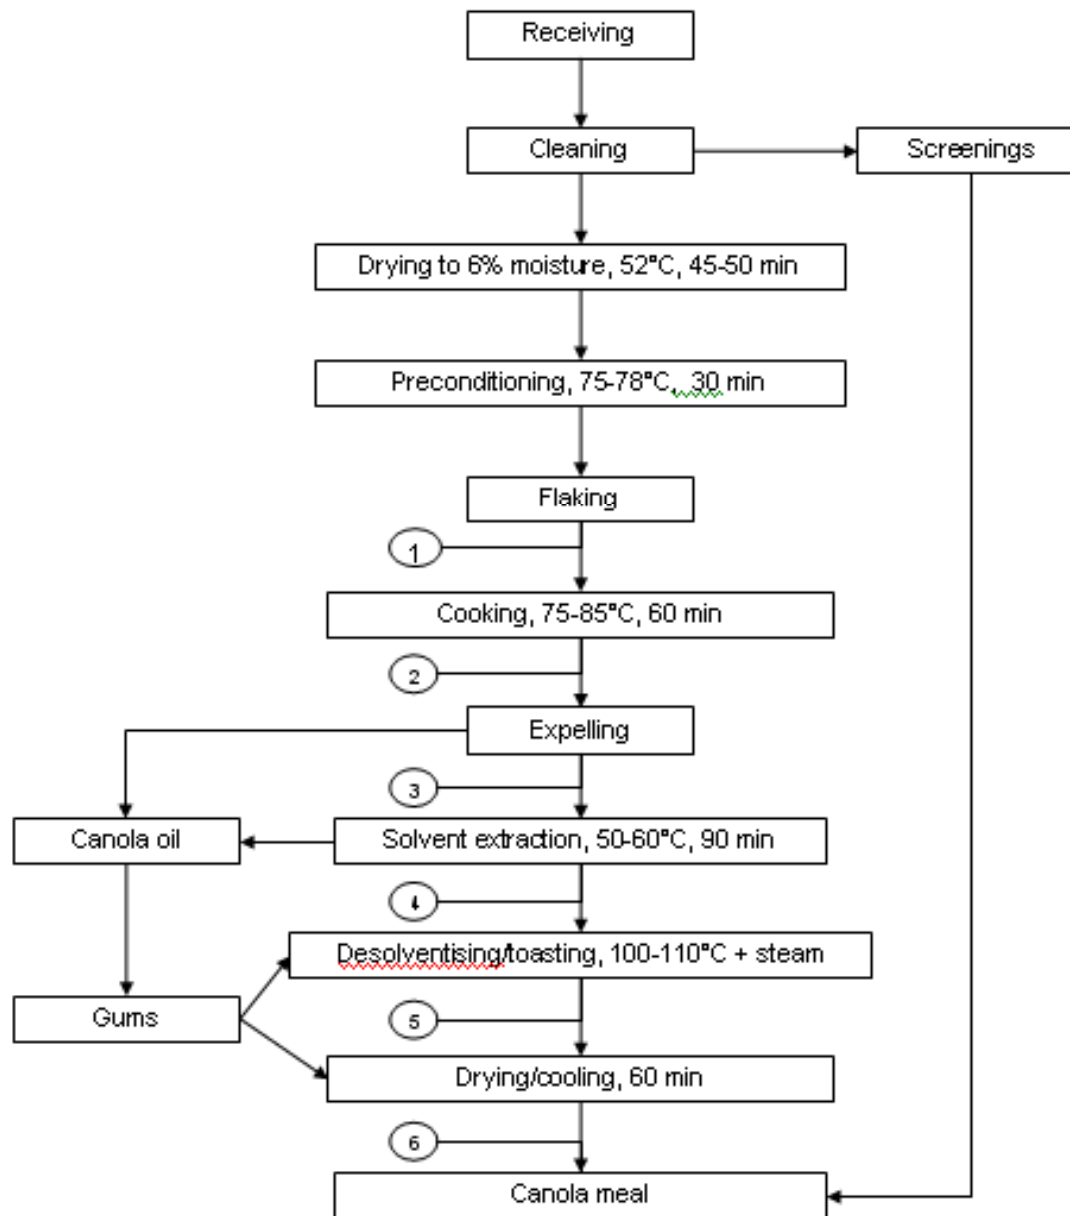 Receiving
Cleaning
Screenings
Drying to 6% moisture, 52°C, 45-50 min
Preconditioning, 75-78°C, 30 min
Flaking
1
Cooking, 75-85°C, 60 min
2
Expelling
3
Canola oil
Solvent extraction, 50-60°C, 90 min
4
Desolventising/toasting, 100-110°C + steam
Gums
5
Drying/cooling, 60 min
6
Canola meal